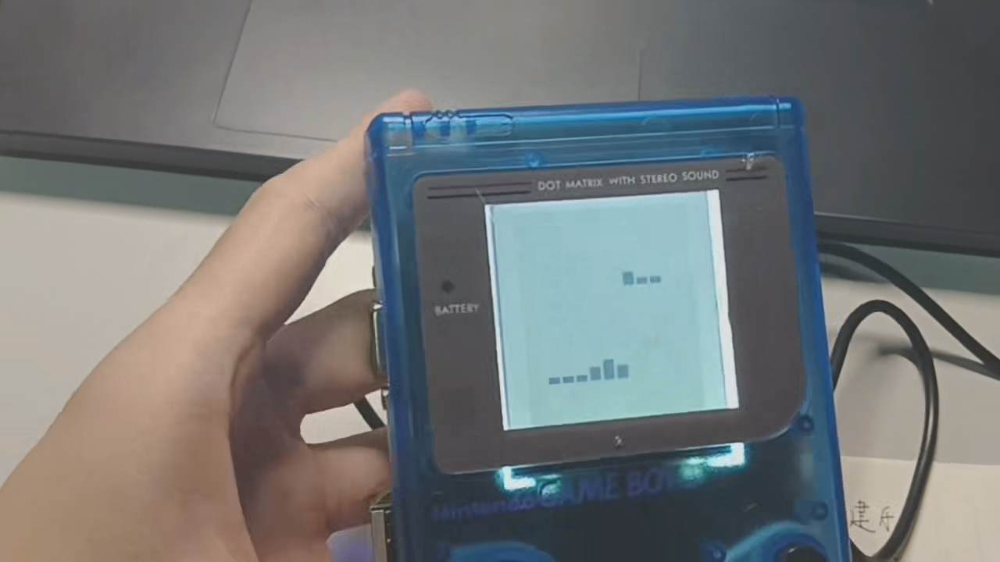 DOT MATRIX WITH STEREO SOUND
BATTERY
Nintendo GAME BOY